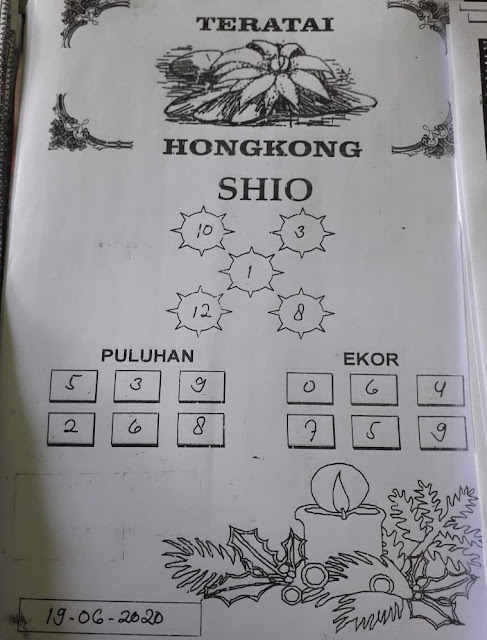 TERATAI
HONGKONG
SHIO
10 3
1
12 8
PULUHAN EKOR
5 3 9 0 6 4
2 6 8 7 5 9
19-06-2020